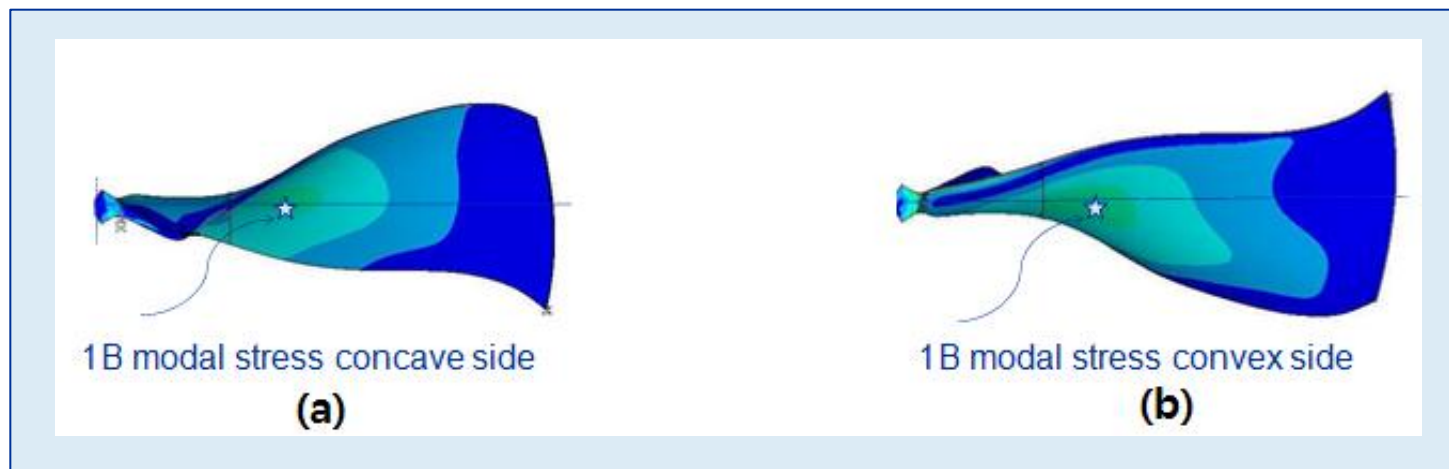 1B modal stress concave side
1B modal stress convex side
(a)
(b)